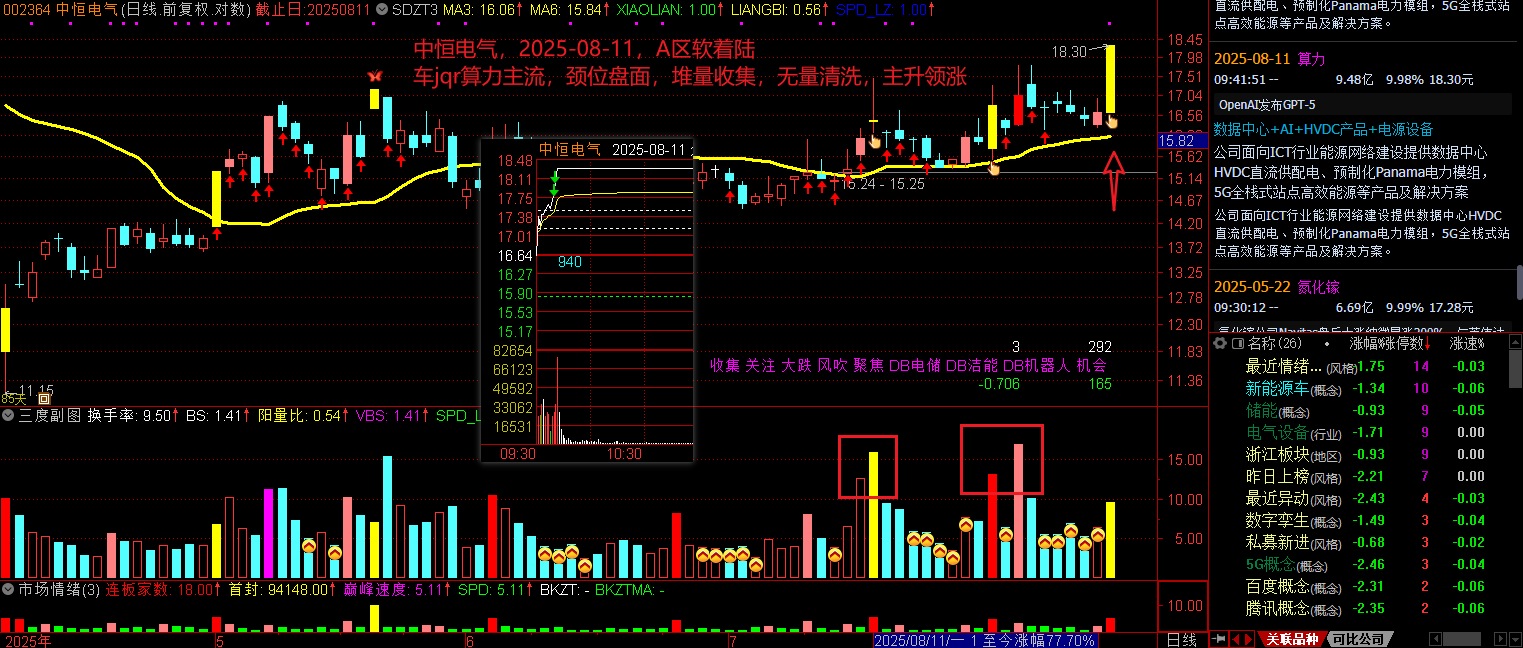 002364 中恒电气(日线.前复权.对数) 截止日:20250811 SDZT3 MA3: 16.06↑ MA6: 15.84↑ XIAOLIAN: 1.00↑ LIANGBI: 0.56↑ SPD_LZ: 1.00↑
中恒电气，2025-08-11，A区软着陆
车jqr算力主流，颈位盘面，堆量收集，无量清洗，主升领涨
18.30
15.24 - 15.25
11.15
85天
18.45
17.98
17.51
17.04
16.56
15.82
15.62
15.14
14.67
14.20
13.72
13.25
12.78
12.30
11.83
11.36
中恒电气 2025-08-11
18.48
18.11
17.75
17.38
17.01
16.64
16.27
15.90
15.53
15.17
82654
66123
49592
33062
16531
940
09:30 10:30
3 292
收集 关注 大跌 风吹 聚焦 DB电储 DB洁能 DB机器人 机会
-0.706 165
三度副图 换手率: 9.50↑ BS: 1.41↑ 阳量比: 0.54↑ VBS: 1.41↑ SPD_L
15.00
10.00
5.00
市场情绪(3) 连板家数: 18.00↑ 首封: 94148.00↑ 巅峰速度: 5.11↑ SPD: 5.11↑ BKZT: - BKZTMA: -
10.00
2025年 5 6 7 2025/08/11/一 1 至今涨幅77.70% 日线
直流供配电、预制化Panama电力模组，5G全栈式站
点高效能源等产品及解决方案。
2025-08-11 算力
09:41:51 -- 9.48亿 9.98% 18.30元
OpenAI发布GPT-5
数据中心+AI+HVDC产品+电源设备
公司面向ICT行业能源网络建设提供数据中心
HVDC直流供配电、预制化Panama电力模组，
5G全栈式站点高效能源等产品及解决方案
公司面向ICT行业能源网络建设提供数据中心HVDC
直流供配电、预制化Panama电力模组，5G全栈式站
点高效能源等产品及解决方案。
2025-05-22 氮化镓
09:30:12 -- 6.69亿 9.99% 17.28元
名称(26) 涨幅% 涨停数↓ 涨速%
最近情绪...(风格) -1.75 14 -0.03
新能源车(概念) -1.34 10 -0.06
储能(概念) -0.93 9 -0.05
电气设备(行业) -1.71 9 0.00
浙江板块(地区) -0.93 9 0.00
昨日上榜(风格) -2.21 7 0.00
最近异动(风格) -2.43 4 -0.03
数字孪生(概念) -1.49 3 -0.04
私募新进(风格) -0.68 3 -0.02
5G概念(概念) -2.46 3 -0.04
百度概念(概念) -2.31 2 -0.06
腾讯概念(概念) -2.35 2 -0.06
关联品种 可比公司